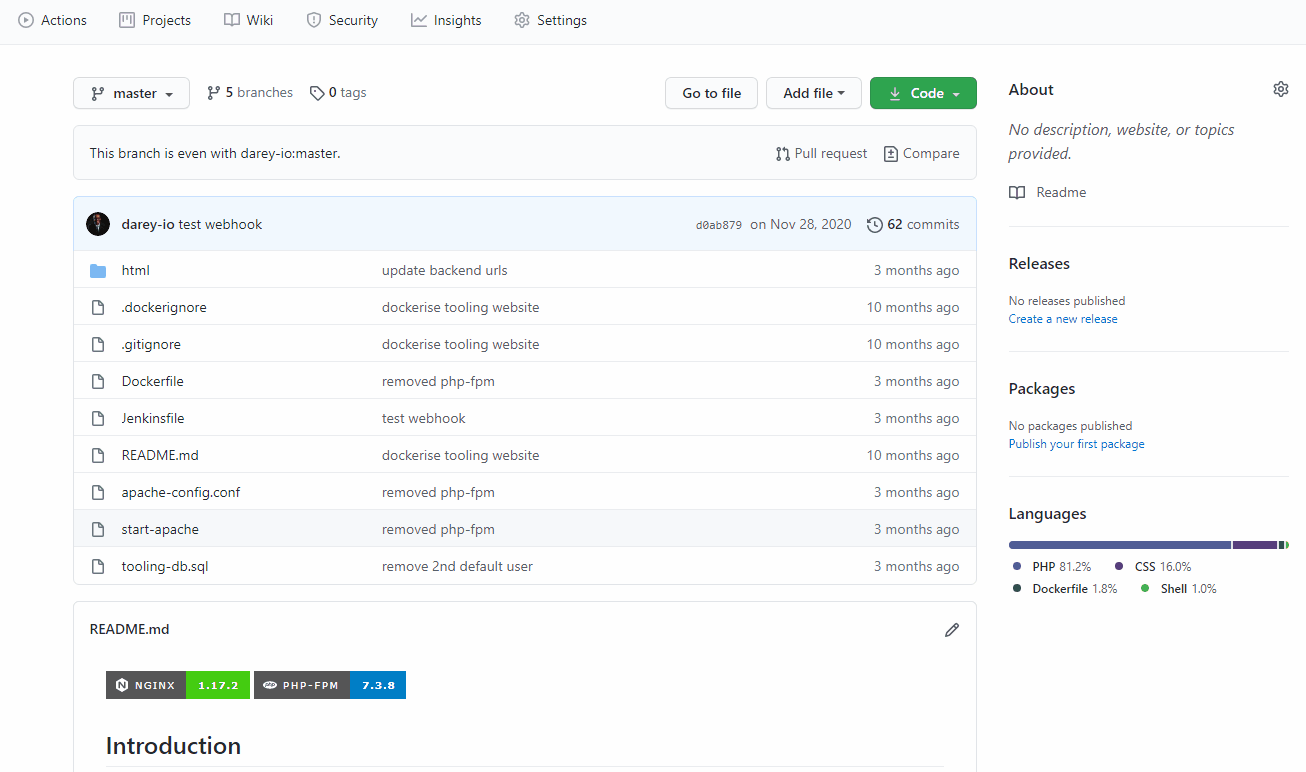 Actions Projects Wiki Security Insights Settings
master 5 branches 0 tags Go to file Add file Code
This branch is even with darey-io:master. Pull request Compare
darey-io test webhook d0ab879 on Nov 28, 2020 62 commits
html update backend urls 3 months ago
.dockerignore dockerise tooling website 10 months ago
.gitignore dockerise tooling website 10 months ago
Dockerfile removed php-fpm 3 months ago
Jenkinsfile test webhook 3 months ago
README.md dockerise tooling website 10 months ago
apache-config.conf removed php-fpm 3 months ago
start-apache removed php-fpm 3 months ago
tooling-db.sql remove 2nd default user 3 months ago
README.md
NGINX 1.17.2 PHP-FPM 7.3.8
Introduction
About
No description, website, or topics
provided.
Readme
Releases
No releases published
Create a new release
Packages
No packages published
Publish your first package
Languages
PHP 81.2% CSS 16.0%
Dockerfile 1.8% Shell 1.0%